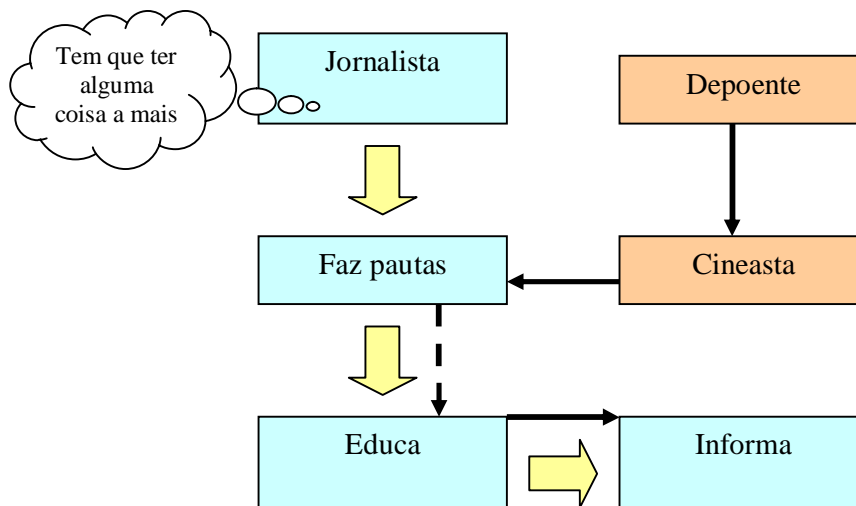 Tem que ter
alguma
coisa a mais
Jornalista
Depoente
Faz pautas
Cineasta
Educa
Informa